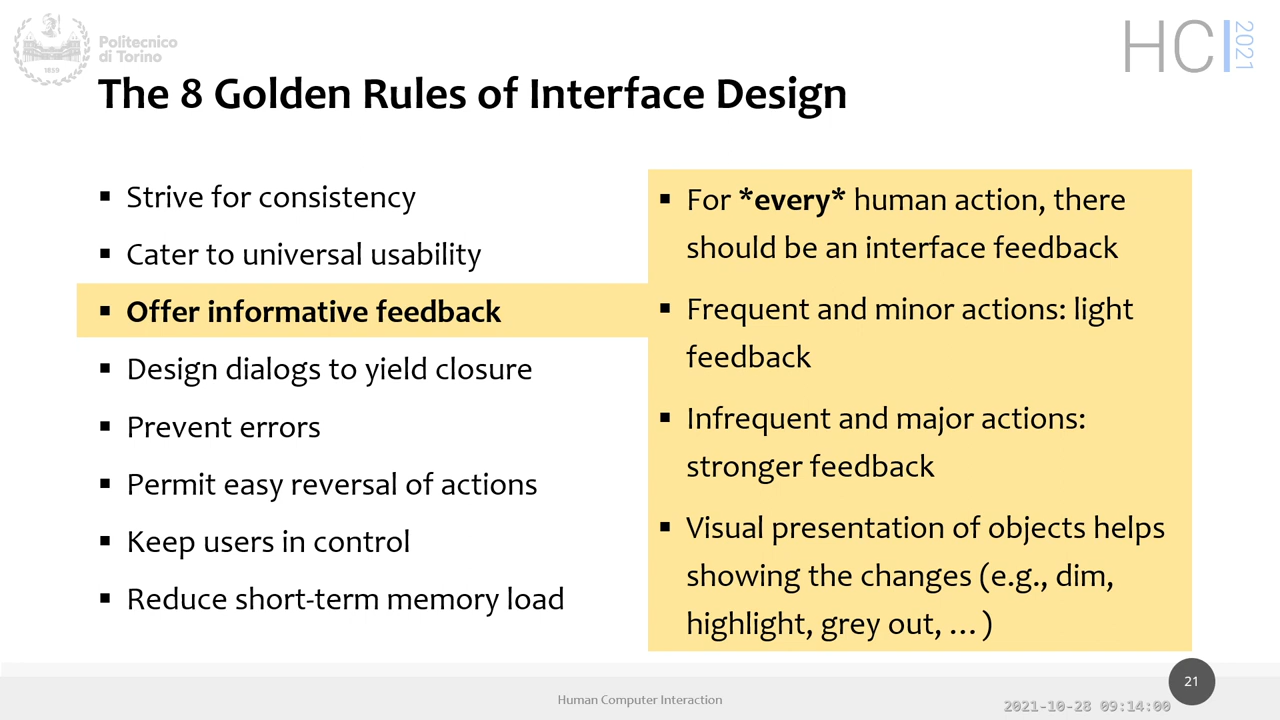 Politecnico
di Torino
1859
HCI
2021
The 8 Golden Rules of Interface Design
▪ Strive for consistency
▪ Cater to universal usability
▪ Offer informative feedback
▪ Design dialogs to yield closure
▪ Prevent errors
▪ Permit easy reversal of actions
▪ Keep users in control
▪ Reduce short-term memory load
▪ For *every* human action, there
should be an interface feedback
▪ Frequent and minor actions: light
feedback
▪ Infrequent and major actions:
stronger feedback
▪ Visual presentation of objects helps
showing the changes (e.g., dim,
highlight, grey out, … )
Human Computer Interaction
21
2021-10-28 09:14:00